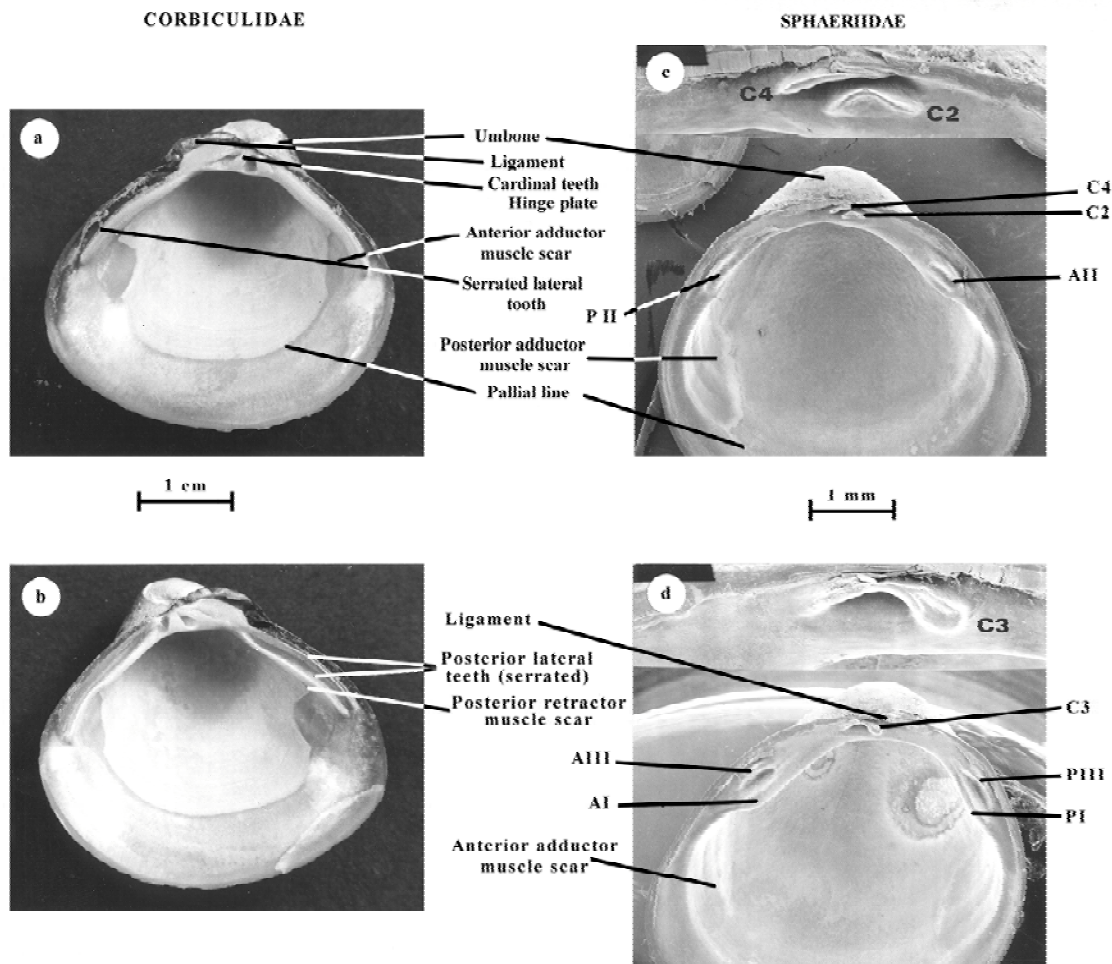 CORBICULIDAE
SPHAERIIDAE
a
c
C4
C2
Umbone
Ligament
Cardinal teeth
Hinge plate
Anterior adductor
muscle scar
Serrated lateral
tooth
P II
Posterior adductor
muscle scar
Pallial line
C4
C2
AII
1 cm
1 mm
b
d
C3
Ligament
Posterior lateral
teeth (serrated)
Posterior retractor
muscle scar
AIII
AI
Anterior adductor
muscle scar
C3
PIII
PI